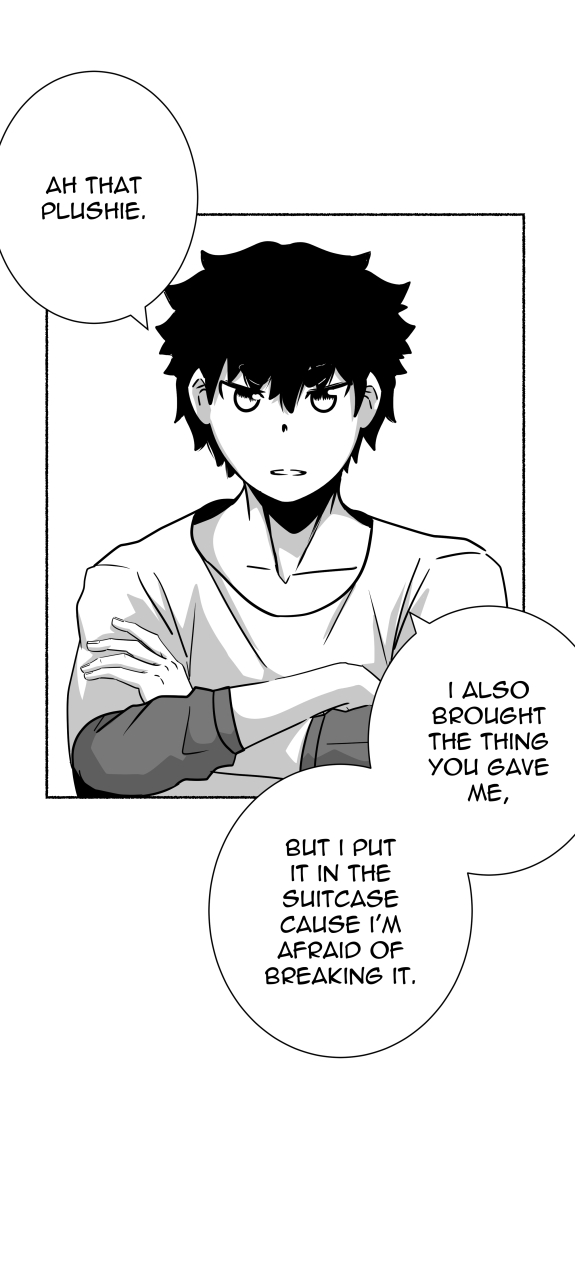 AH THAT
PLUSHIE.
I ALSO
BROUGHT
THE THING
YOU GAVE
ME,
BUT I PUT
IT IN THE
SUITCASE
CAUSE I'M
AFRAID OF
BREAKING IT.